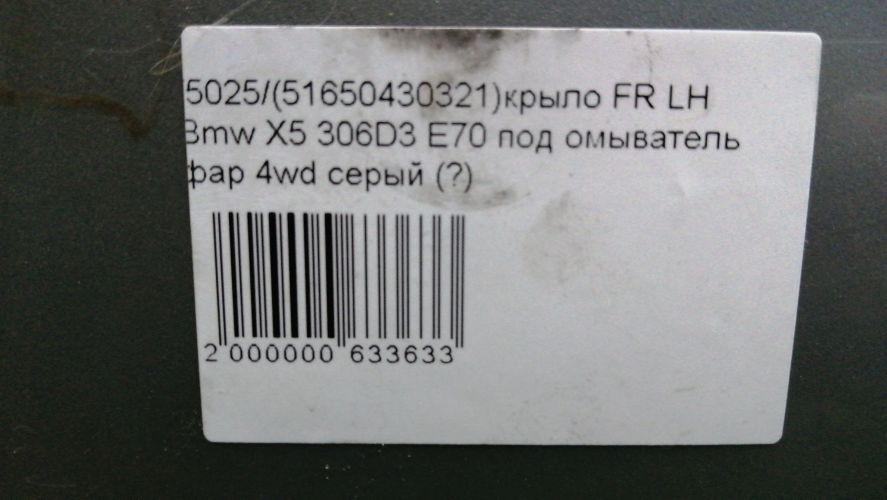 5025/(51650430321)крыло FR LH
Bmw X5 306D3 E70 под омыватель
фар 4wd серый (?)
2 000000 633633